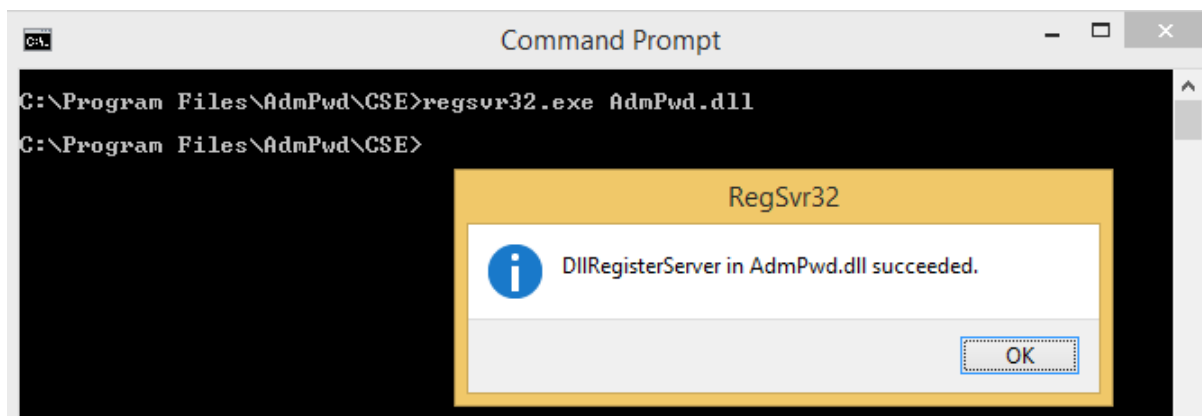 Command Prompt
C:\Program Files\AdmPwd\CSE>regsvr32.exe AdmPwd.dll
C:\Program Files\AdmPwd\CSE>
RegSvr32
DllRegisterServer in AdmPwd.dll succeeded.
OK